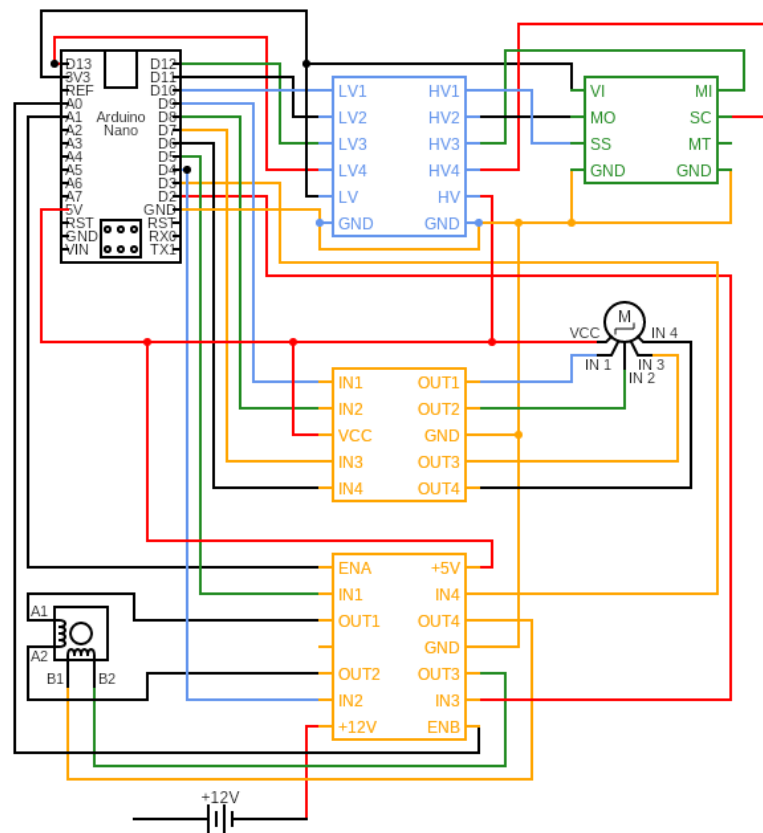 D13
3V3
REF
A0
A1
A2
A3
A4
A5
A6
A7
5V
RST
GND
VIN
Arduino
Nano
D12
D11
D10
D9
D8
D7
D6
D5
D4
D3
D2
GND
RST
RX0
TX1
LV1 HV1
LV2 HV2
LV3 HV3
LV4 HV4
LV HV
GND GND
VI MI
MO SC
SS MT
GND GND
M
VCC IN 4
IN 1 IN 3
IN 2
IN1 OUT1
IN2 OUT2
VCC GND
IN3 OUT3
IN4 OUT4
ENA +5V
IN1 IN4
OUT1 OUT4
GND
OUT2 OUT3
IN2 IN3
+12V ENB
A1
A2
B1 B2
+12V